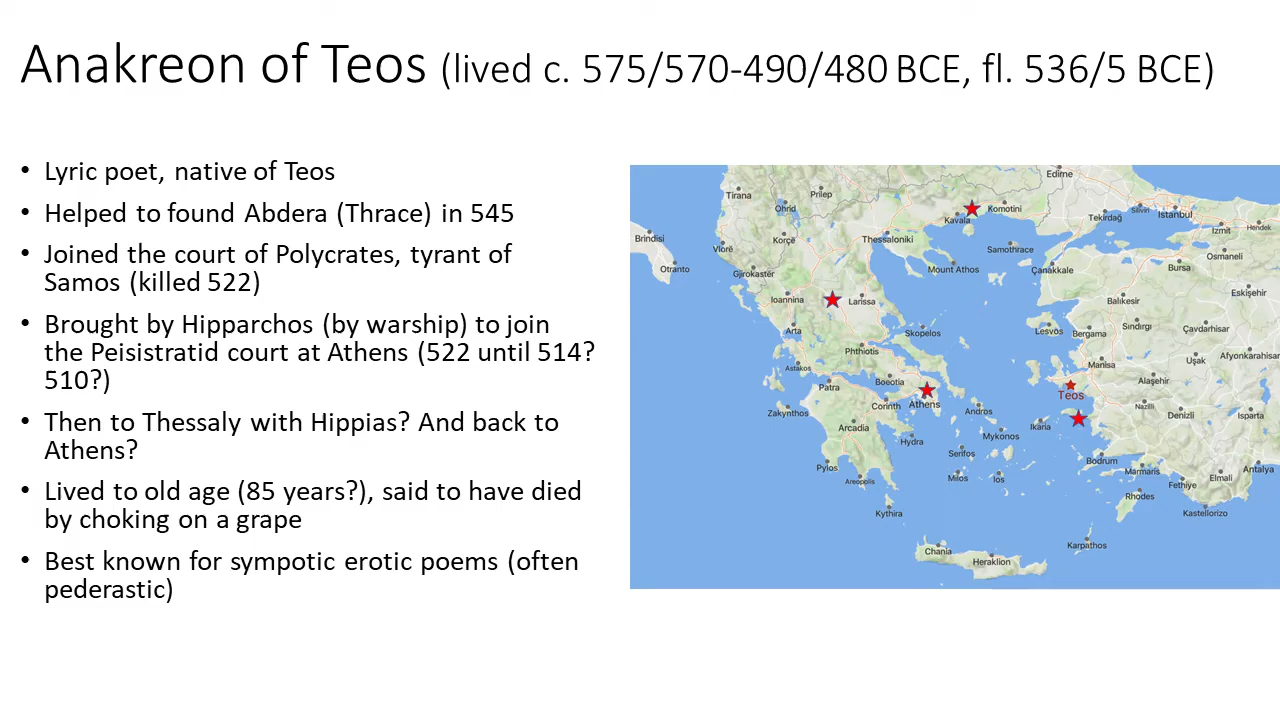 Anakreon of Teos (lived c. 575/570-490/480 BCE, fl. 536/5 BCE)
• Lyric poet, native of Teos
• Helped to found Abdera (Thrace) in 545
• Joined the court of Polycrates, tyrant of
Samos (killed 522)
• Brought by Hipparchos (by warship) to join
the Peisistratid court at Athens (522 until 514?
510?)
• Then to Thessaly with Hippias? And back to
Athens?
• Lived to old age (85 years?), said to have died
by choking on a grape
• Best known for sympotic erotic poems (often
pederastic)
Edirne
Tirana
Prilep
Ohrid
Kavala
Komotini
Tekirdağ
Silivri
Istanbul
Izmit
Hendek
Brindisi
Vlorë
Korçë
Thessaloniki
Samothrace
Osmaneli
Otranto
Gjirokastër
Mount Athos
Çanakkale
Bursa
Ioannina
Larissa
Balıkesir
Eskişehir
Arta
Skopelos
Lesvos
Bergama
Sındırgı
Çavdarhisar
Phthiotis
Manisa
Uşak
Afyonkarahisar
Astakos
Patra
Boeotia
Alaşehir
Teos
Zakynthos
Corinth
Athens
Andros
Nazilli
Denizli
Isparta
Arcadia
Hydra
Mykonos
Ikaria
Pylos
Areopolis
Serifos
Milos
Ios
Bodrum
Marmaris
Fethiye
Elmali
Antalya
Kythira
Rhodes
Kastellorizo
Chania
Heraklion
Karpathos